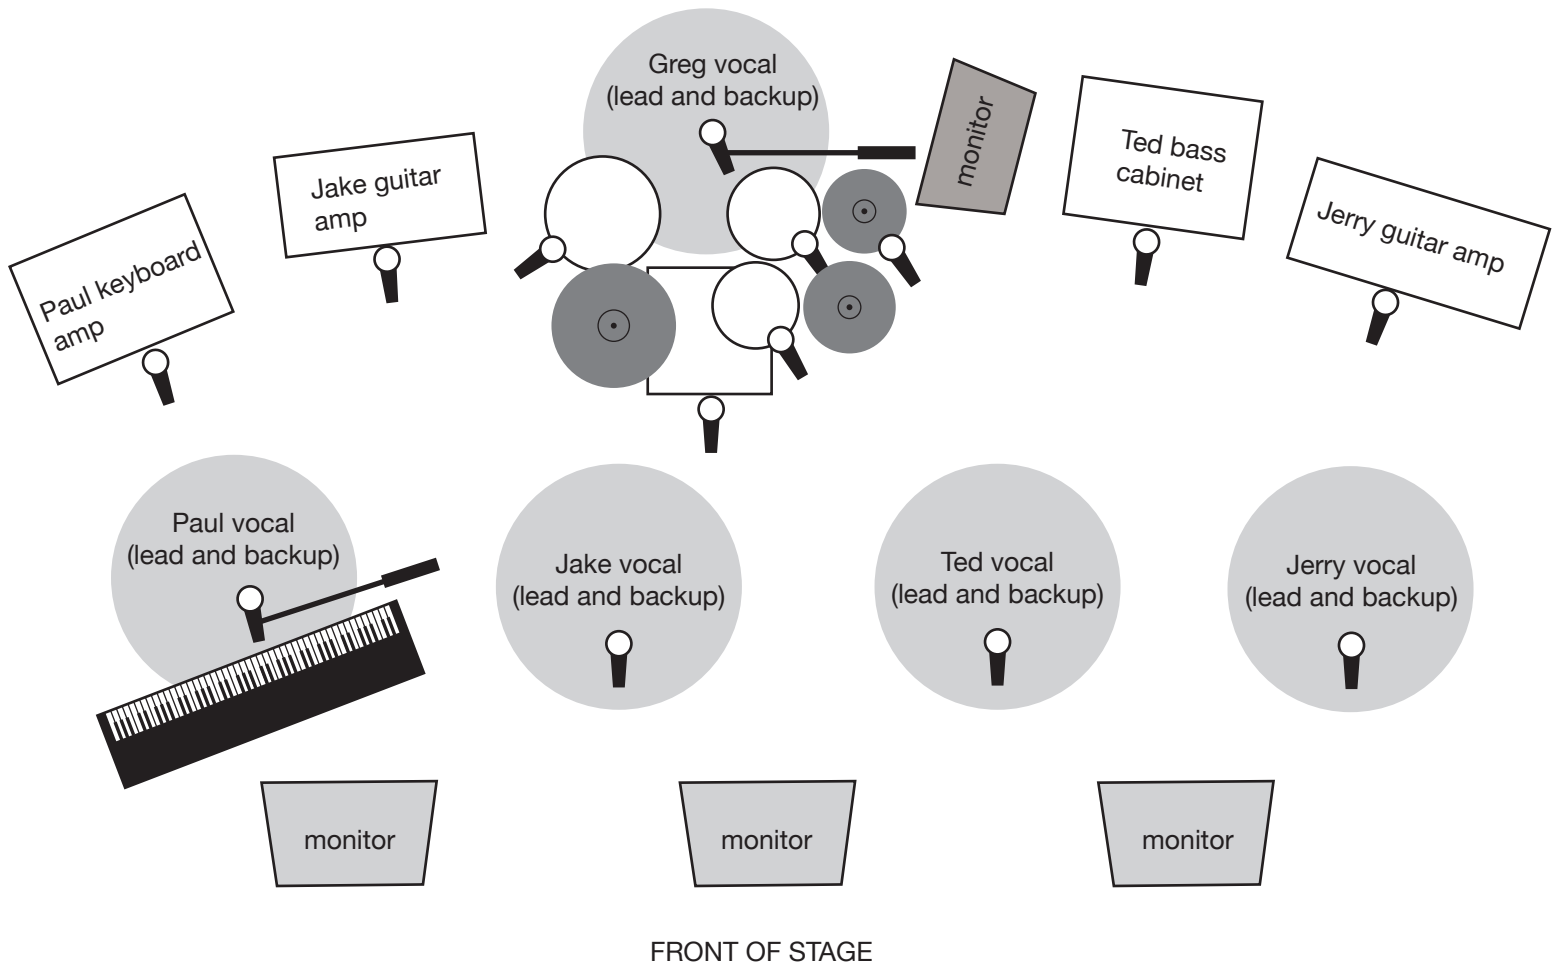 Greg vocal
(lead and backup)
monitor
Ted bass
cabinet
Jake guitar
amp
Jerry guitar amp
Paul keyboard
amp
Paul vocal
(lead and backup)
Jake vocal
(lead and backup)
Ted vocal
(lead and backup)
Jerry vocal
(lead and backup)
monitor
monitor
monitor
FRONT OF STAGE